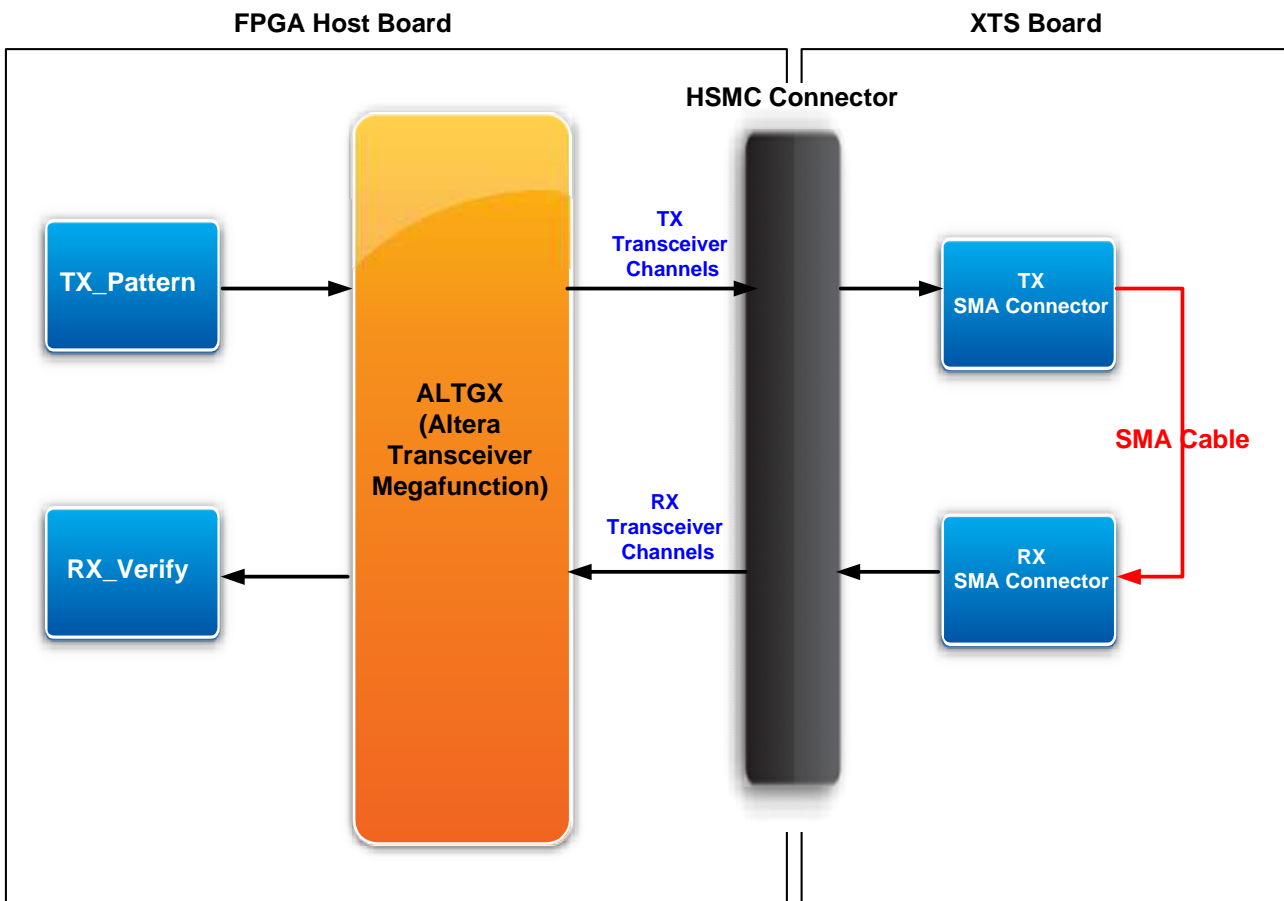 FPGA Host Board
XTS Board
HSMC Connector
TX_Pattern
TX
Transceiver
Channels
TX
SMA Connector
ALTGX
(Altera
Transceiver
Megafunction)
SMA Cable
RX_Verify
RX
Transceiver
Channels
RX
SMA Connector